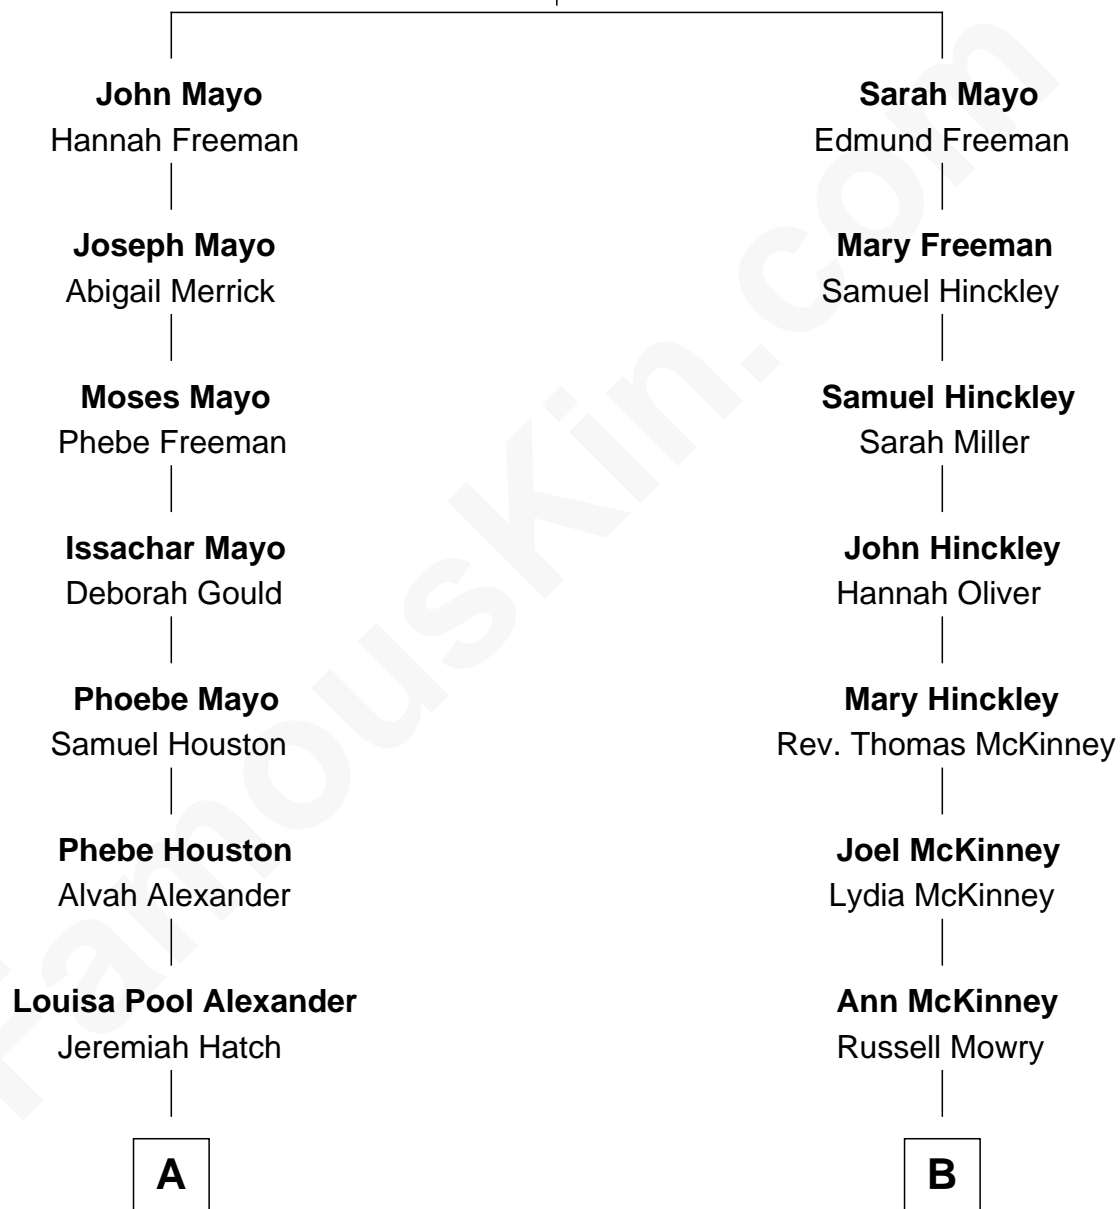 John Mayo
Hannah Freeman
Joseph Mayo
Abigail Merrick
Moses Mayo
Phebe Freeman
Issachar Mayo
Deborah Gould
Phoebe Mayo
Samuel Houston
Phebe Houston
Alvah Alexander
Louisa Pool Alexander
Jeremiah Hatch
A
Sarah Mayo
Edmund Freeman
Mary Freeman
Samuel Hinckley
Samuel Hinckley
Sarah Miller
John Hinckley
Hannah Oliver
Mary Hinckley
Rev. Thomas McKinney
Joel McKinney
Lydia McKinney
Ann McKinney
Russell Mowry
B
FamousKin.com